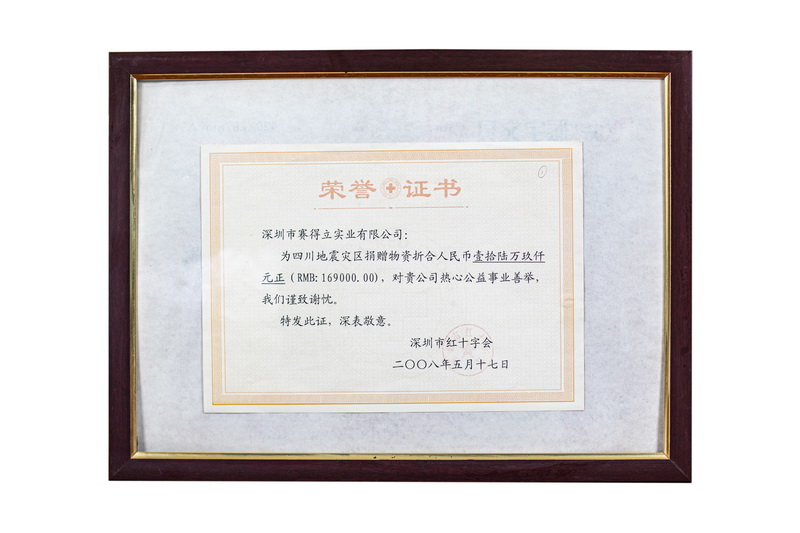 荣誉证书
深圳市赛得立实业有限公司:
为四川地震灾区捐赠物资折合人民币壹拾陆万玖仟
元正(RMB:169000.00),对贵公司热心公益事业善举,
我们谨致谢忱。
特发此证,深表敬意。
深圳市红十字会
二〇〇八年五月十七日